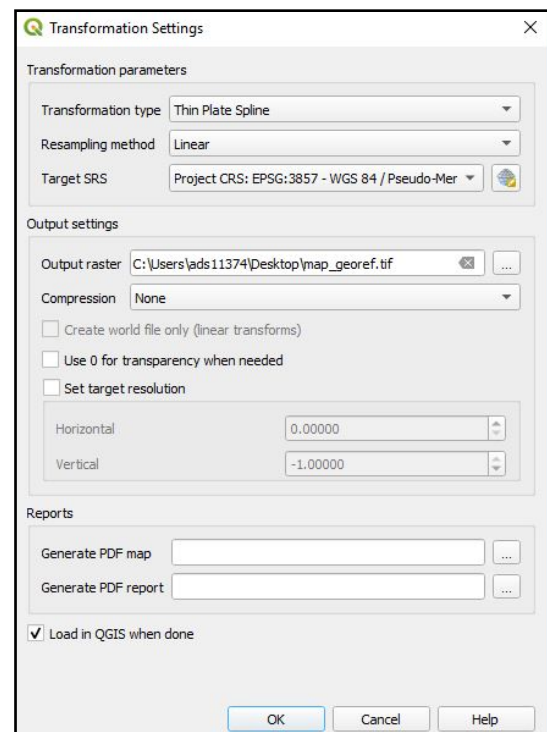 Transformation Settings
Transformation parameters
Transformation type Thin Plate Spline
Resampling method Linear
Target SRS Project CRS: EPSG:3857 - WGS 84 / Pseudo-Mer
Output settings
Output raster C:\Users\ads11374\Desktop\map_georef.tif ...
Compression None
Create world file only (linear transforms)
Use 0 for transparency when needed
Set target resolution
Horizontal 0.00000
Vertical -1.00000
Reports
Generate PDF map ...
Generate PDF report ...
Load in QGIS when done
OK Cancel Help